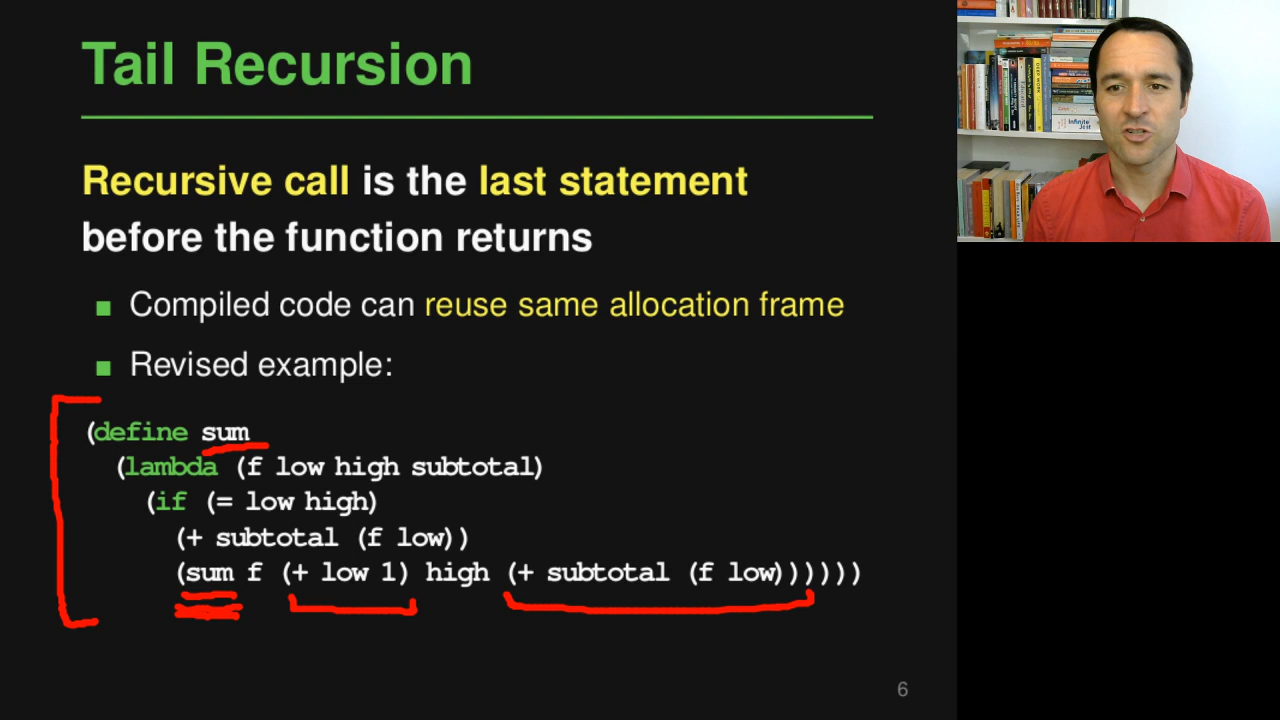 Tail Recursion
Recursive call is the last statement
before the function returns
Compiled code can reuse same allocation frame
Revised example:
(define sum
(lambda (f low high subtotal)
(if (= low high)
(+ subtotal (f low))
(sum f (+ low 1) high (+ subtotal (f low))))))
6
Infinite
Jest